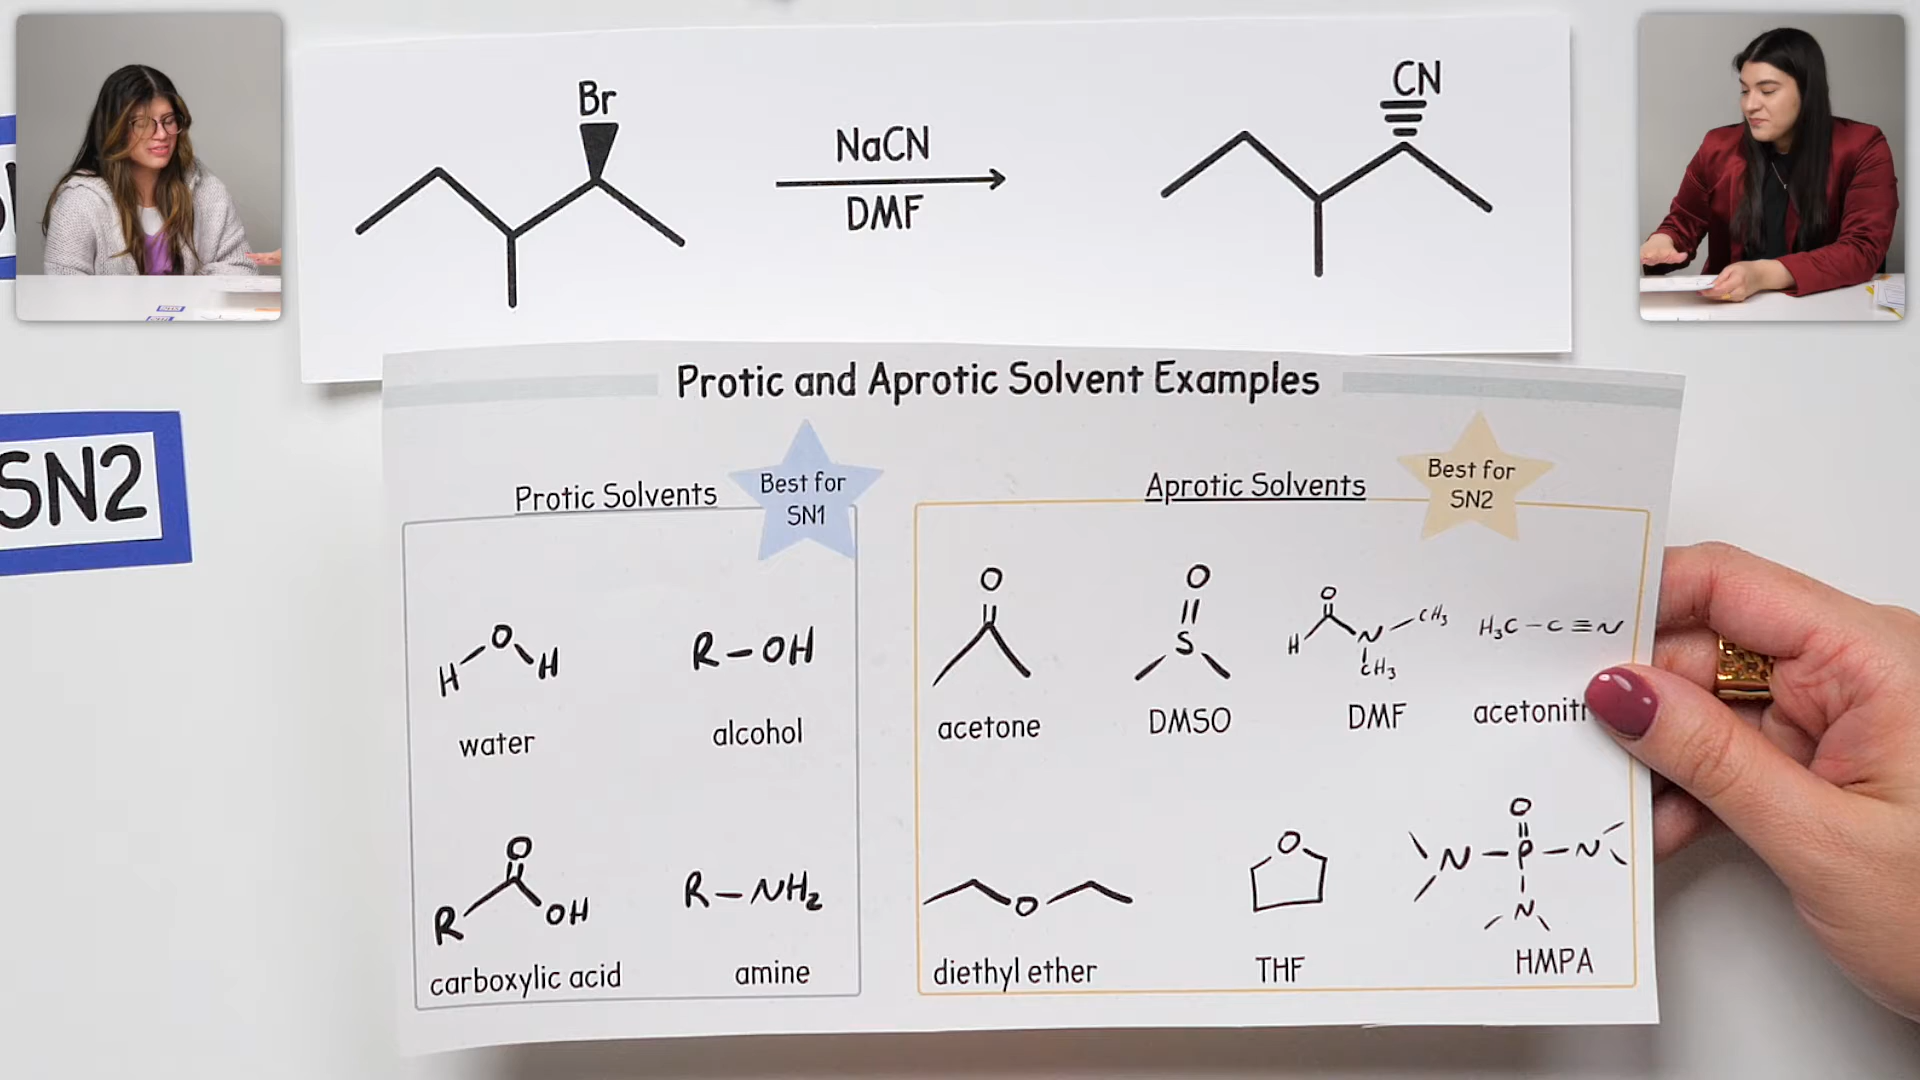 Br
NaCN
DMF
CN
SN2
Protic and Aprotic Solvent Examples
Protic Solvents
Best for
SN1
Aprotic Solvents
Best for
SN2
H O H
water
R-OH
alcohol
O
R OH
carboxylic acid
R-NH₂
amine
O
acetone
O
S
DMSO
O
H N CH₃
CH₃
DMF
H₃C-C≡N
acetonitr
O
diethyl ether
O
THF
O
N-P-N
N
HMPA